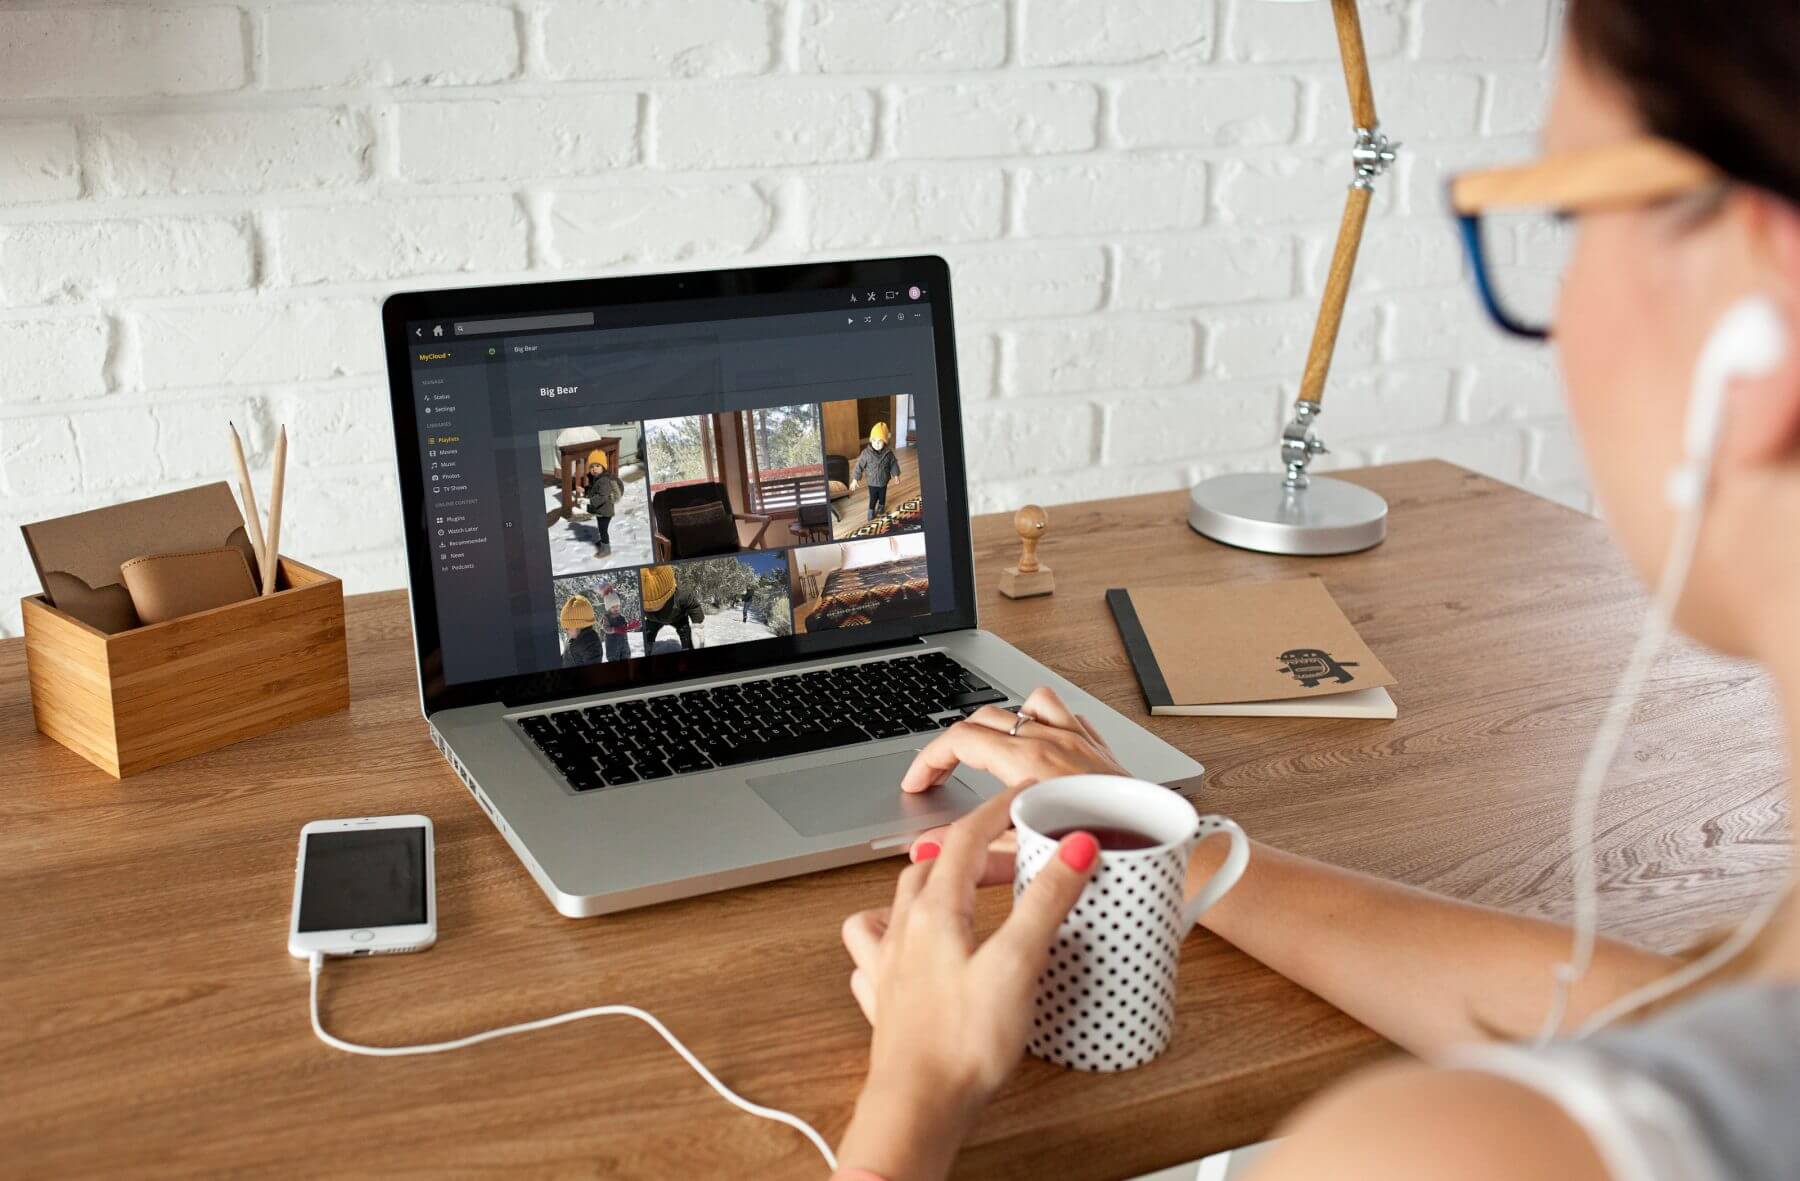 MyCloud
Big Bear
Big Bear
MANAGE
Status
Settings
LIBRARIES
Playlists
Movies
Music
Photos
TV Shows
ONLINE CONTENT
Plugins
Watch Later
10
Recommended
News
Podcasts
B